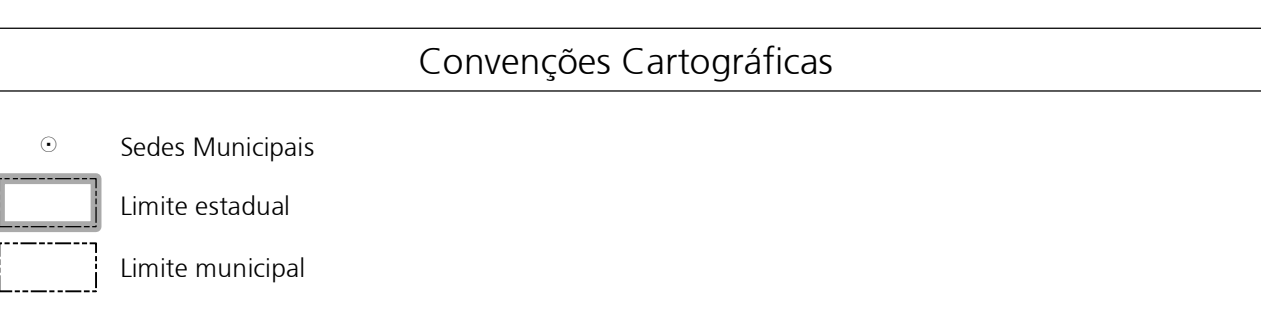 Convenções Cartográficas
Sedes Municipais
Limite estadual
Limite municipal